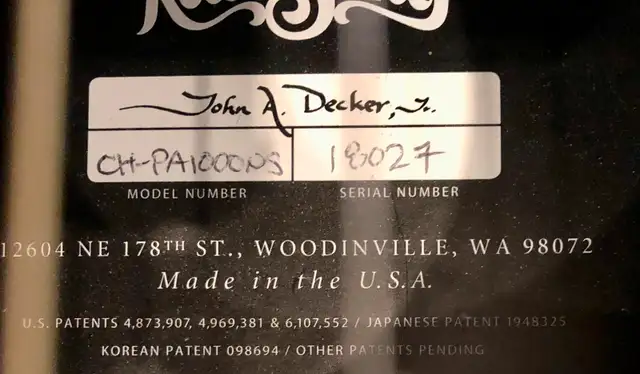 John A. Decker, Jr.
CH-PA1000NS 18027
MODEL NUMBER SERIAL NUMBER
12604 NE 178TH ST., WOODINVILLE, WA 98072
Made in the U.S.A.
U.S. PATENTS 4,873,907, 4,969,381 & 6,107,552 / JAPANESE PATENT 1948325
KOREAN PATENT 098694 / OTHER PATENTS PENDING